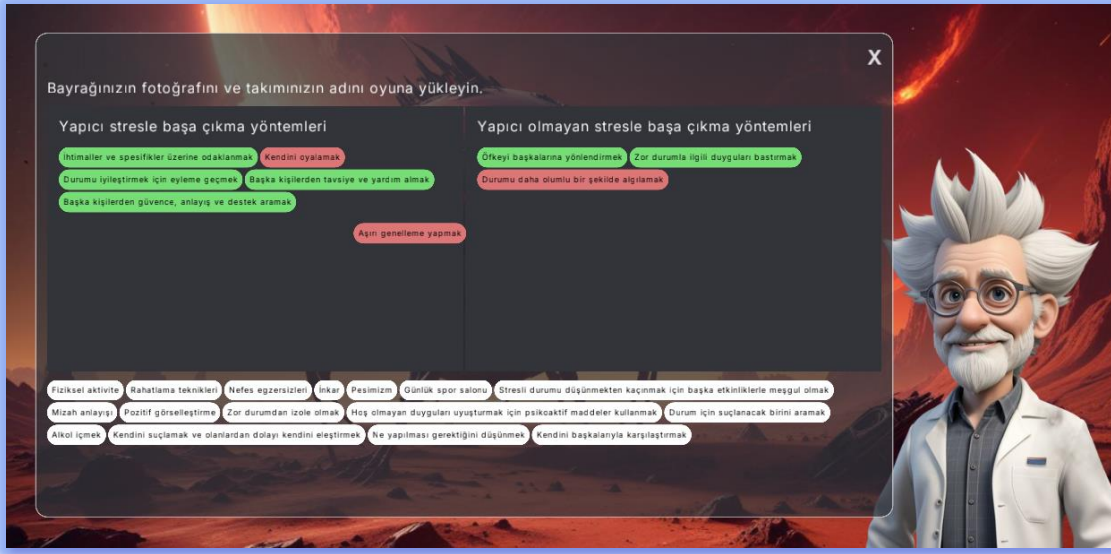 X
Bayrağınızın fotoğrafını ve takımınızın adını oyuna yükleyin.
Yapıcı stresle başa çıkma yöntemleri
İhtimaller ve spesifikler üzerine odaklanmak Kendini oyalamak
Durumu iyileştirmek için eyleme geçmek Başka kişilerden tavsiye ve yardım almak
Başka kişilerden güvence, anlayış ve destek aramak
Aşırı genelleme yapmak
Yapıcı olmayan stresle başa çıkma yöntemleri
Öfkeyi başkalarına yönlendirmek Zor durumla ilgili duyguları bastırmak
Durumu daha olumlu bir şekilde algılamak
Fiziksel aktivite Rahatlama teknikleri Nefes egzersizleri İnkar Pesimizm Günlük spor salonu Stresli durumu düşünmekten kaçınmak için başka etkinliklerle meşgul olmak
Mizah anlayışı Pozitif görselleştirme Zor durumdan izole olmak Hoş olmayan duyguları uyuşturmak için psikoaktif maddeler kullanmak Durum için suçlanacak birini aramak
Alkol içmek Kendini suçlamak ve olanlardan dolayı kendini eleştirmek Ne yapılması gerektiğini düşünmek Kendini başkalarıyla karşılaştırmak